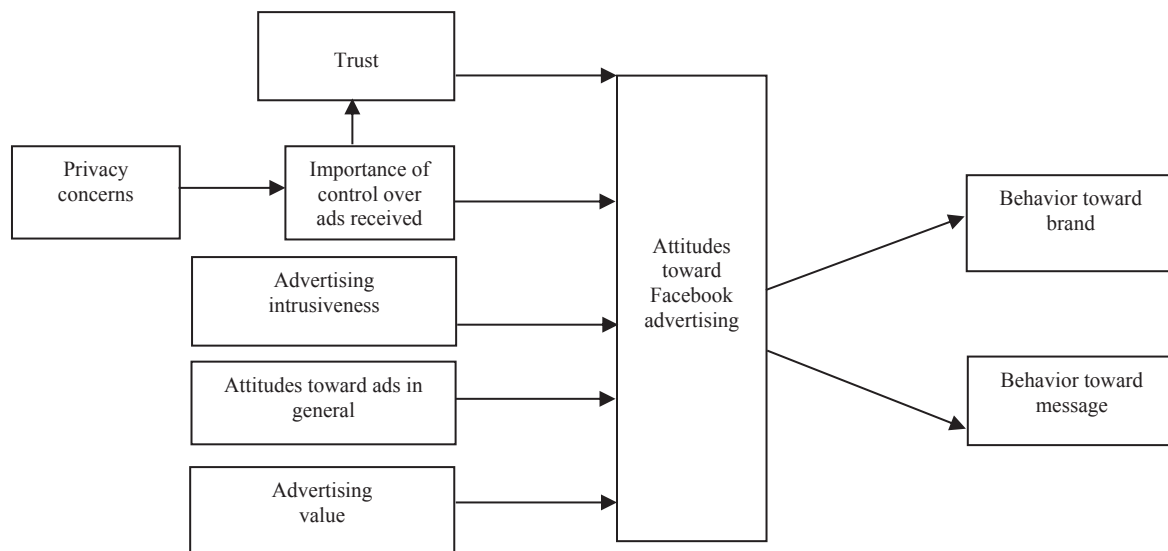 Trust
Privacy
concerns
Importance of
control over
ads received
Advertising
intrusiveness
Attitudes toward ads in
general
Advertising
value
Attitudes
toward
Facebook
advertising
Behavior toward
brand
Behavior toward
message